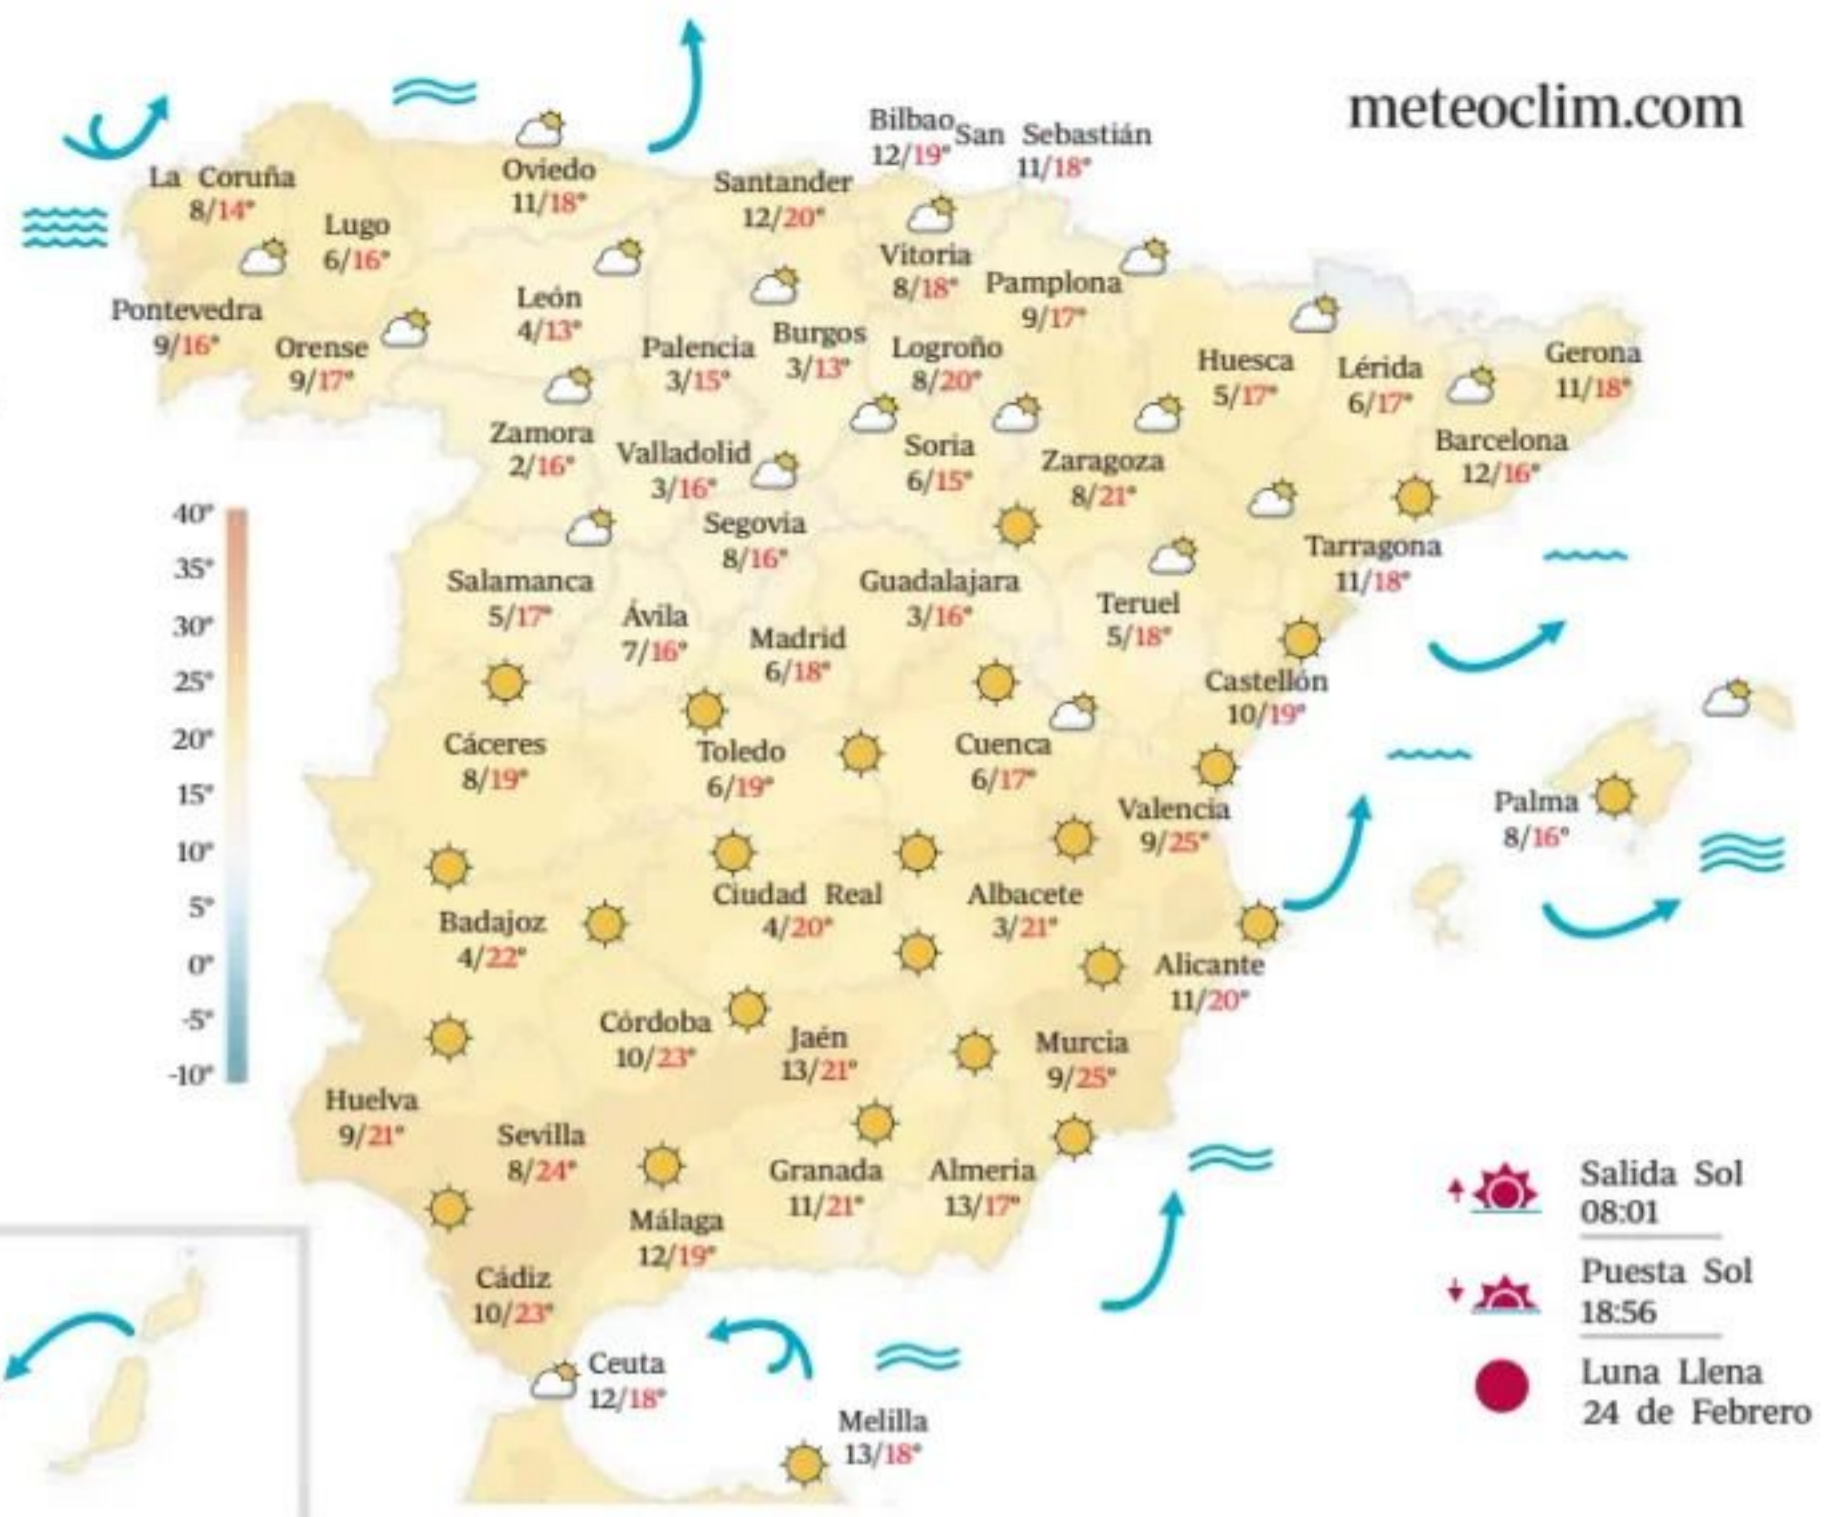 meteoclim.com
Bilbao
12/19°
San Sebastián
11/18°
La Coruña
8/14°
Oviedo
11/18°
Santander
12/20°
Lugo
6/16°
Vitoria
8/18°
Pamplona
9/17°
Pontevedra
9/16°
León
4/13°
Orense
9/17°
Palencia
3/15°
Burgos
3/13°
Logroño
8/20°
Huesca
5/17°
Lérida
6/17°
Gerona
11/18°
Zamora
2/16°
Valladolid
3/16°
Soria
6/15°
Zaragoza
8/21°
Barcelona
12/16°
Segovia
8/16°
Tarragona
11/18°
Salamanca
5/17°
Ávila
7/16°
Madrid
6/18°
Guadalajara
3/16°
Teruel
5/18°
Castellón
10/19°
Cáceres
8/19°
Toledo
6/19°
Cuenca
6/17°
Valencia
9/25°
Palma
8/16°
Badajoz
4/22°
Ciudad Real
4/20°
Albacete
3/21°
Alicante
11/20°
Córdoba
10/23°
Jaén
13/21°
Murcia
9/25°
Huelva
9/21°
Sevilla
8/24°
Málaga
12/19°
Granada
11/21°
Almeria
13/17°
Cádiz
10/23°
Ceuta
12/18°
Melilla
13/18°
40°
35°
30°
25°
20°
15°
10°
5°
0°
-5°
-10°
Salida Sol
08:01
Puesta Sol
18:56
Luna Llena
24 de Febrero